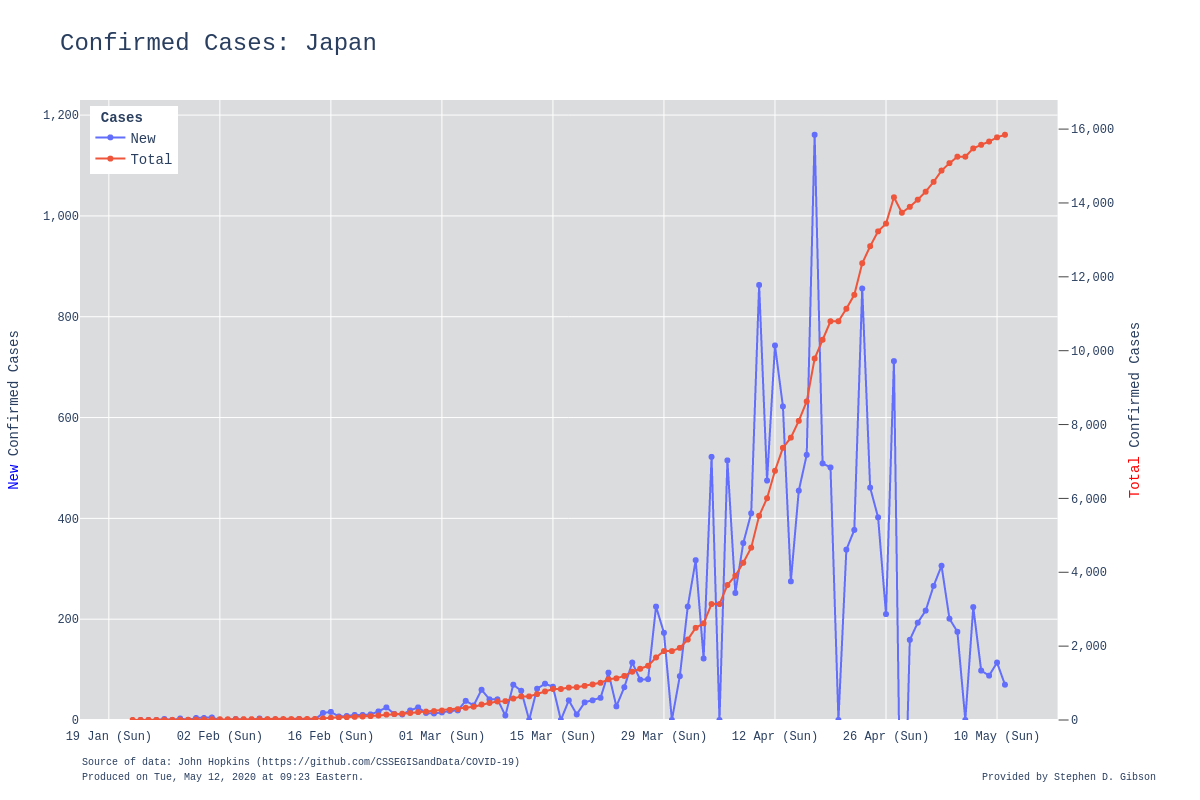 Confirmed Cases: Japan
Cases
New
Total
1,200
1,000
800
600
400
200
0
16,000
14,000
12,000
10,000
8,000
6,000
4,000
2,000
0
New Confirmed Cases
Total Confirmed Cases
19 Jan (Sun) 02 Feb (Sun) 16 Feb (Sun) 01 Mar (Sun) 15 Mar (Sun) 29 Mar (Sun) 12 Apr (Sun) 26 Apr (Sun) 10 May (Sun)
Source of data: John Hopkins (https://github.com/CSSEGISandData/COVID-19)
Produced on Tue, May 12, 2020 at 09:23 Eastern.
Provided by Stephen D. Gibson